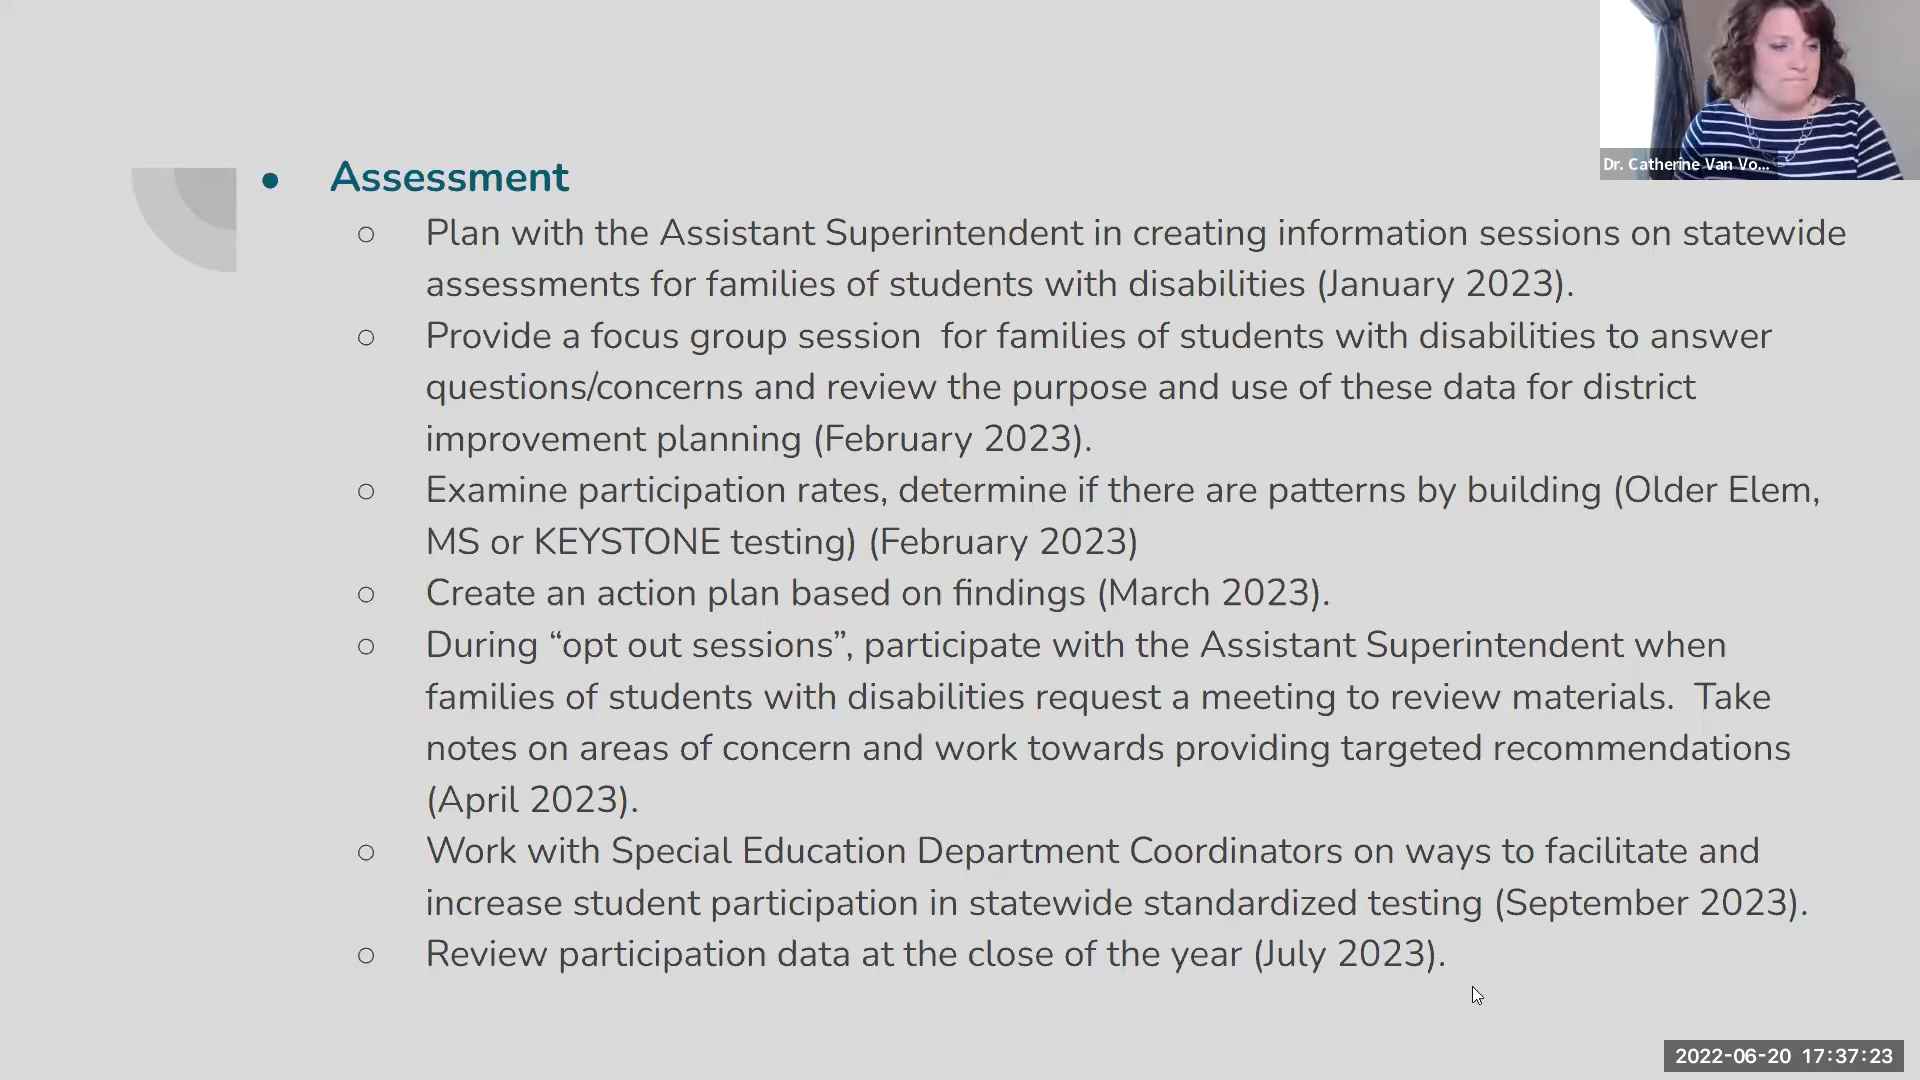 Dr. Catherine Van Vo...
• Assessment
○ Plan with the Assistant Superintendent in creating information sessions on statewide
assessments for families of students with disabilities (January 2023).
○ Provide a focus group session  for families of students with disabilities to answer
questions/concerns and review the purpose and use of these data for district
improvement planning (February 2023).
○ Examine participation rates, determine if there are patterns by building (Older Elem,
MS or KEYSTONE testing) (February 2023)
○ Create an action plan based on findings (March 2023).
○ During “opt out sessions”, participate with the Assistant Superintendent when
families of students with disabilities request a meeting to review materials.  Take
notes on areas of concern and work towards providing targeted recommendations
(April 2023).
○ Work with Special Education Department Coordinators on ways to facilitate and
increase student participation in statewide standardized testing (September 2023).
○ Review participation data at the close of the year (July 2023).
2022-06-20 17:37:23